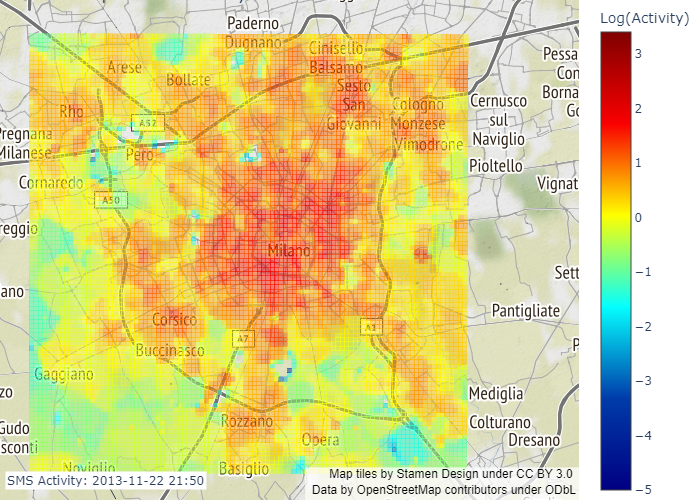 Log(Activity)
Paderno
Dugnano
Cinisello
Balsamo
Arese
Bollate
Sesto
San
Giovanni
Cologno
Monzese
Vimodrone
Pessa
Con
Borna
Go
Cernusco
sul
Naviglio
Rho
A52
Pregnana
Milanese
Pero
Pioltello
Cornaredo
A50
Vignat
reggio
Milano
Sett
ano
Pantigliate
Corsico
A7
A1
Buccinasco
P
Gaggiano
zo
Mediglia
Rozzano
Colturano
Gudo
sconti
Opera
Dresano
Noviglio
Basiglio
3
2
1
0
−1
−2
−3
−4
−5
SMS Activity: 2013-11-22 21:50
Map tiles by Stamen Design under CC BY 3.0
Data by OpenStreetMap contributors under ODbL